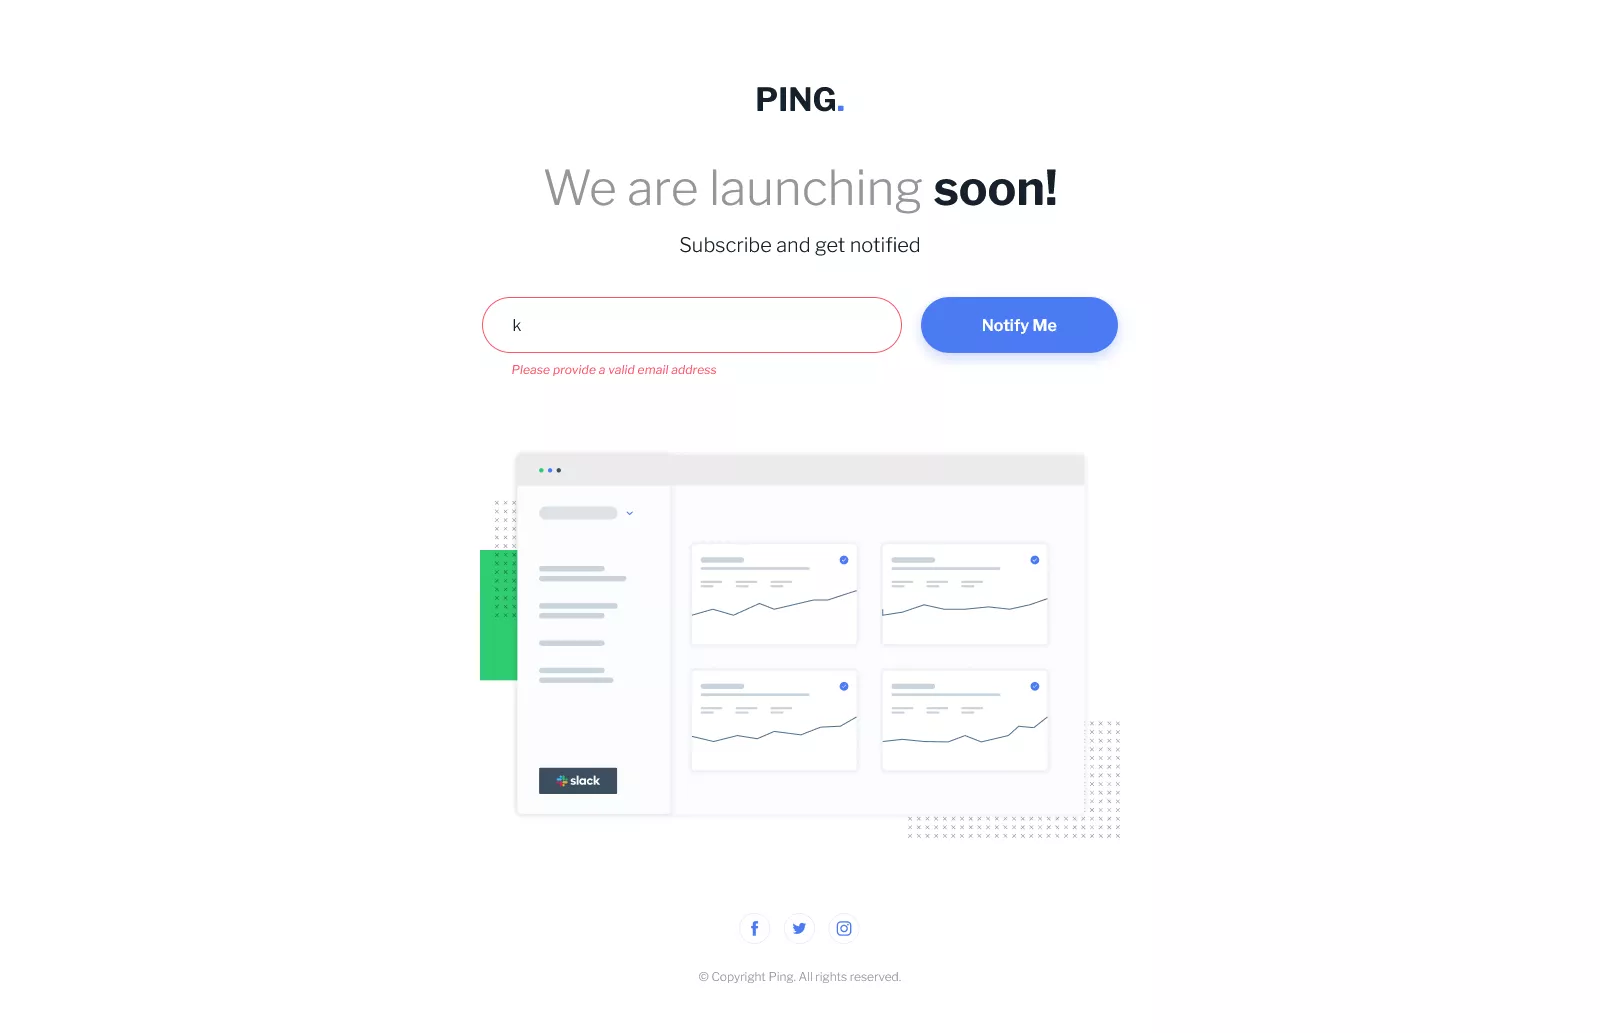 PING.
We are launching soon!
Subscribe and get notified
k
Notify Me
Please provide a valid email address
slack
© Copyright Ping. All rights reserved.